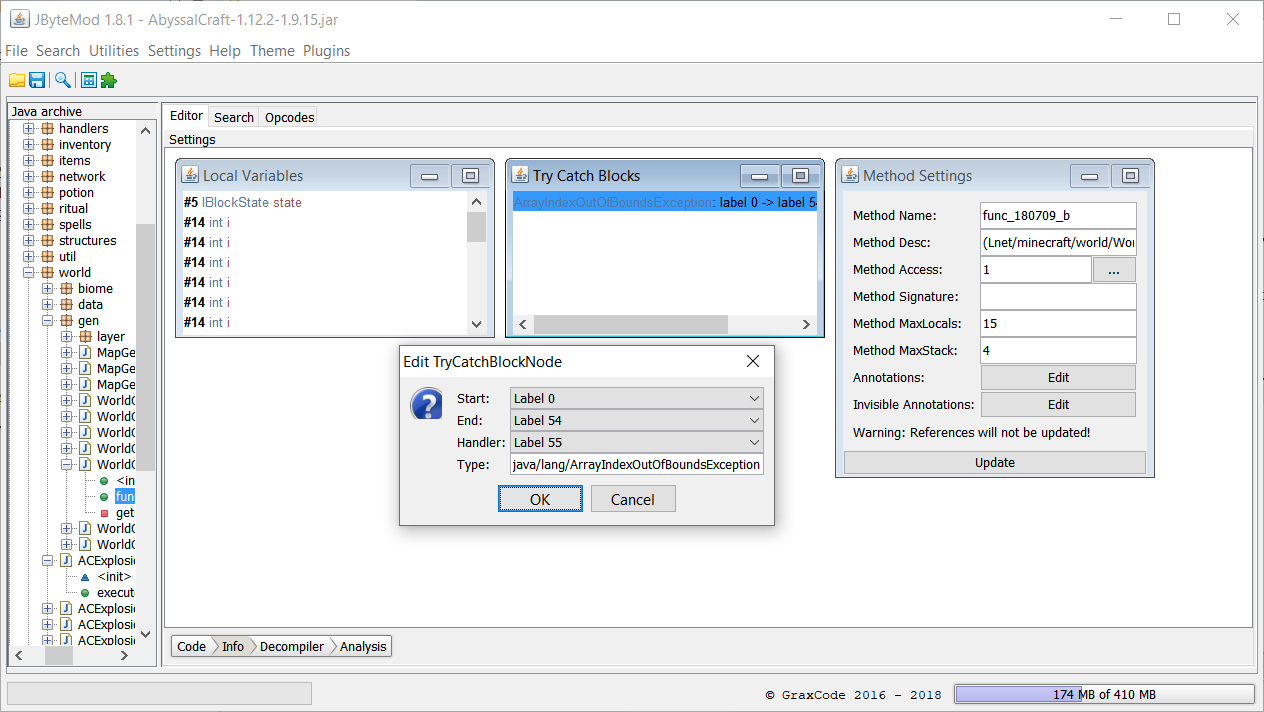 JByteMod 1.8.1 - AbyssalCraft-1.12.2-1.9.15.jar
File Search Utilities Settings Help Theme Plugins
Java archive
handlers
inventory
items
network
potion
ritual
spells
structures
util
world
biome
data
gen
layer
MapGe
MapGe
MapGe
WorldG
WorldG
WorldG
WorldG
WorldG
<in
fun
get
WorldG
WorldG
ACExplosio
<init>
execut
ACExplosio
ACExplosio
ACExplosio
Editor Search Opcodes
Settings
Local Variables
#5 IBlockState state
#14 int i
#14 int i
#14 int i
#14 int i
#14 int i
#14 int i
Try Catch Blocks
ArrayIndexOutOfBoundsException: label 0 -> label 54
Method Settings
Method Name: func_180709_b
Method Desc: (Lnet/minecraft/world/Wor
Method Access: 1 ...
Method Signature:
Method MaxLocals: 15
Method MaxStack: 4
Annotations: Edit
Invisible Annotations: Edit
Warning: References will not be updated!
Update
Edit TryCatchBlockNode
Start: Label 0
End: Label 54
Handler: Label 55
Type: java/lang/ArrayIndexOutOfBoundsException
OK Cancel
Code Info Decompiler Analysis
© GraxCode 2016 - 2018
174 MB of 410 MB